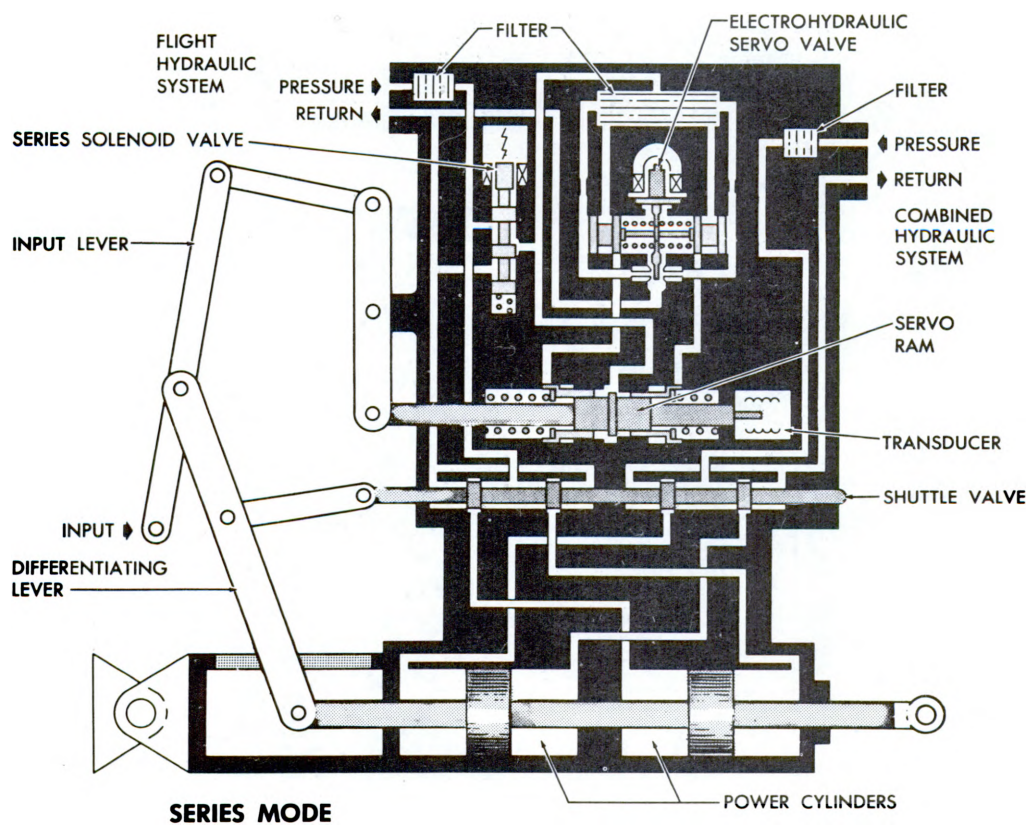 FLIGHT
HYDRAULIC
SYSTEM
FILTER
ELECTROHYDRAULIC
SERVO VALVE
PRESSURE
RETURN
FILTER
SERIES SOLENOID VALVE
PRESSURE
RETURN
INPUT LEVER
COMBINED
HYDRAULIC
SYSTEM
SERVO
RAM
TRANSDUCER
SHUTTLE VALVE
INPUT
DIFFERENTIATING
LEVER
POWER CYLINDERS
SERIES MODE